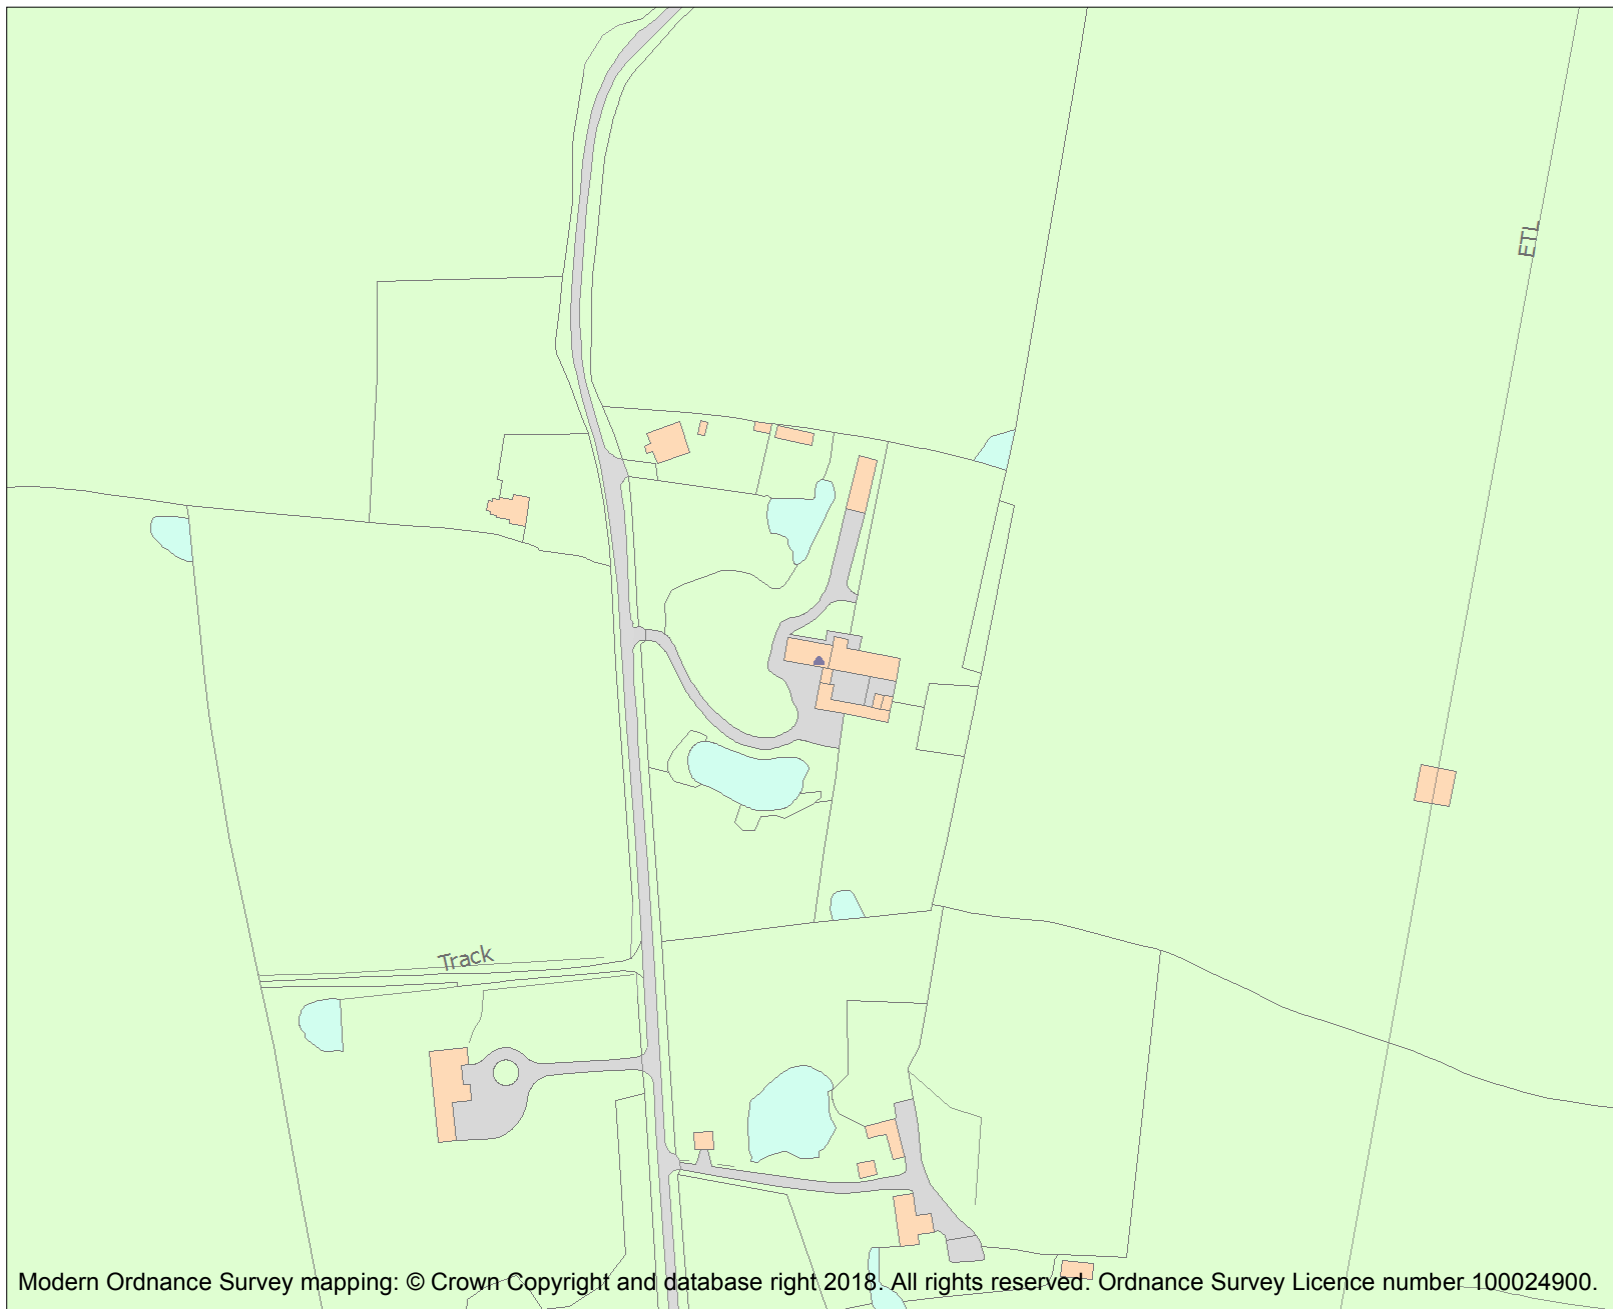 ETL
Track
Modern Ordnance Survey mapping: © Crown Copyright and database right 2018. All rights reserved. Ordnance Survey Licence number 100024900.